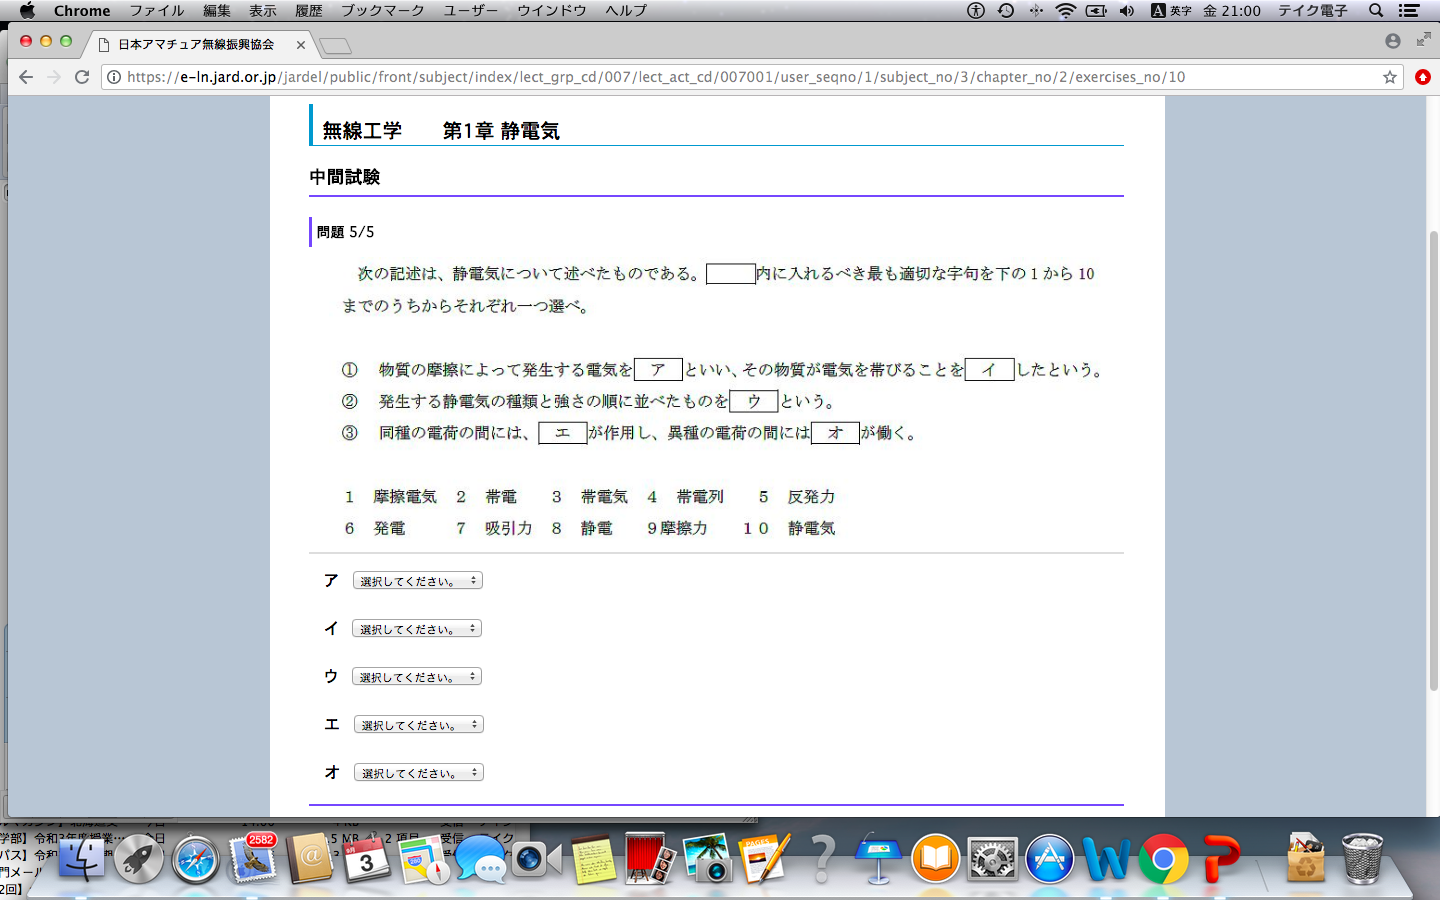 Chrome ファイル 編集 表示 履歴 ブックマーク ユーザー ウインドウ ヘルプ A 英字 金 21:00 テイク電子
日本アマチュア無線振興協会
https://e-ln.jard.or.jp/jardel/public/front/subject/index/lect_grp_cd/007/lect_act_cd/007001/user_seqno/1/subject_no/3/chapter_no/2/exercises_no/10
無線工学 第1章 静電気
中間試験
問題 5/5
次の記述は、静電気について述べたものである。 内に入れるべき最も適切な字句を下の 1 から 10
までのうちからそれぞれ一つ選べ。
① 物質の摩擦によって発生する電気を ア といい、その物質が電気を帯びることを イ したという。
② 発生する静電気の種類と強さの順に並べたものを ウ という。
③ 同種の電荷の間には、 エ が作用し、異種の電荷の間には オ が働く。
1 摩擦電気 2 帯電 3 帯電気 4 帯電列 5 反発力
6 発電 7 吸引力 8 静電 9 摩擦力 10 静電気
ア 選択してください。
イ 選択してください。
ウ 選択してください。
エ 選択してください。
オ 選択してください。
2582
3
PAGES